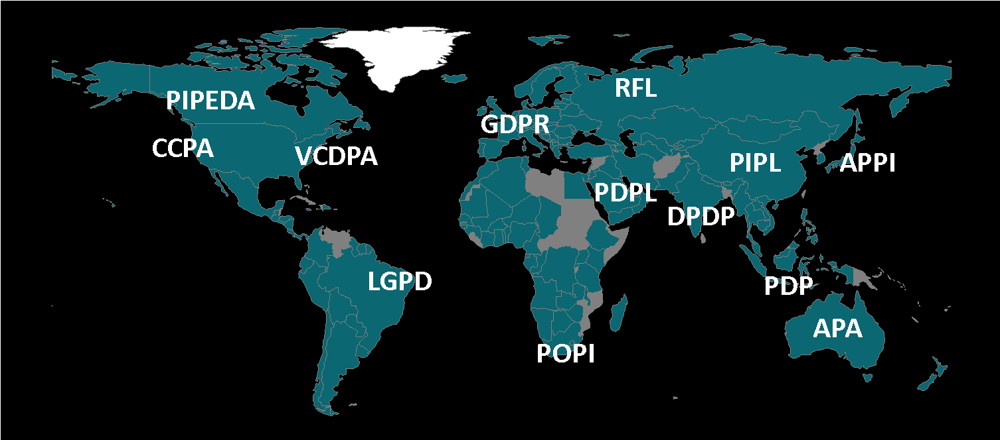 RFL
PIPEDA
GDPR
CCPA
VCDPA
PIPL
APPI
PDPL
DPDP
LGPD
PDP
APA
POPI